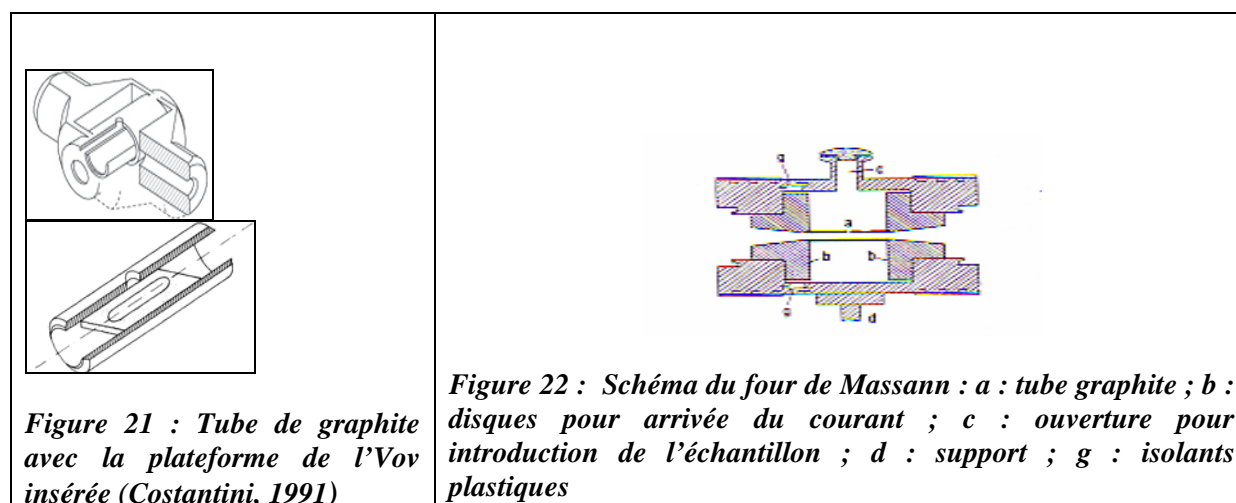 Figure 21 : Tube de graphite
avec la plateforme de l'Vov
insérée (Costantini, 1991)
g
c
a
b
b
g
d
Figure 22 : Schéma du four de Massann : a : tube graphite ; b :
disques pour arrivée du courant ; c : ouverture pour
introduction de l'échantillon ; d : support ; g : isolants
plastiques